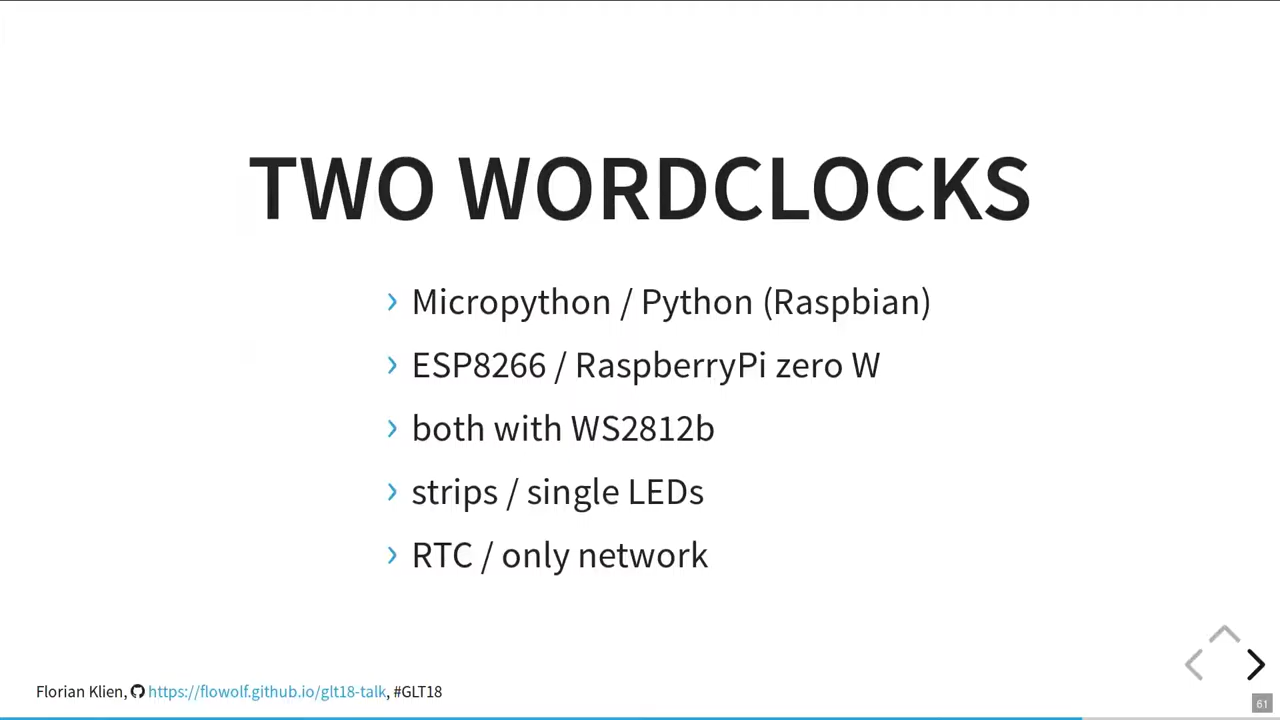 TWO WORDCLOCKS
Micropython / Python (Raspbian)
ESP8266 / RaspberryPi zero W
both with WS2812b
strips / single LEDs
RTC / only network
Florian Klien, https://flowolf.github.io/glt18-talk, #GLT18
61